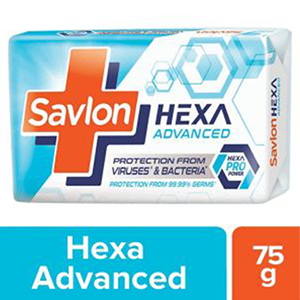 Savlon
HEXA
ADVANCED
PROTECTION FROM
VIRUSES† & BACTERIA*
PROTECTION FROM 99.99% GERMS*
HEXA
PRO
POWER
Savlon
HEXA
ADVANCED
Hexa
Advanced
75
g